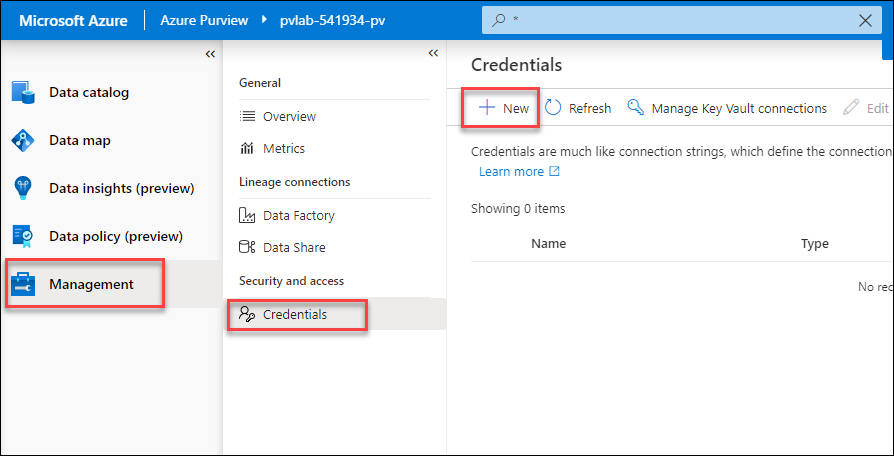 Microsoft Azure | Azure Purview > pvlab-541934-pv *
Data catalog
Data map
Data insights (preview)
Data policy (preview)
Management
General
Overview
Metrics
Lineage connections
Data Factory
Data Share
Security and access
Credentials
Credentials
New Refresh Manage Key Vault connections Edit
Credentials are much like connection strings, which define the connection
Learn more
Showing 0 items
Name Type
No rec